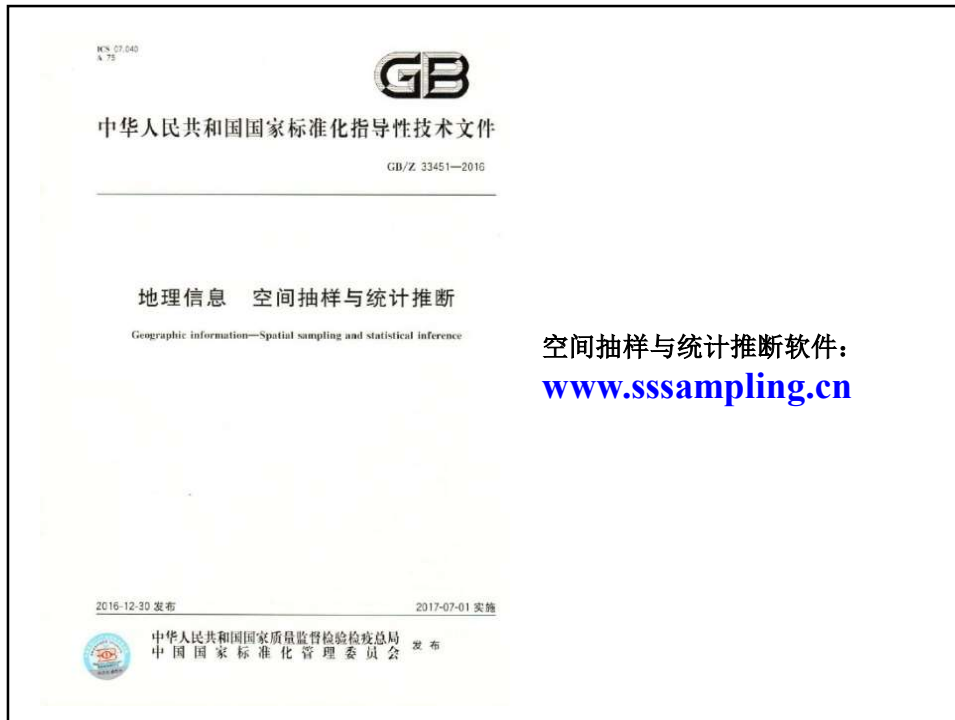 ICS 07.040
A 75
GB
中华人民共和国国家标准化指导性技术文件
GB/Z 33451—2016
地理信息 空间抽样与统计推断
Geographic information—Spatial sampling and statistical inference
空间抽样与统计推断软件：
www.sssampling.cn
2016-12-30 发布
2017-07-01 实施
中华人民共和国国家质量监督检验检疫总局
中国国家标准化管理委员会
发布